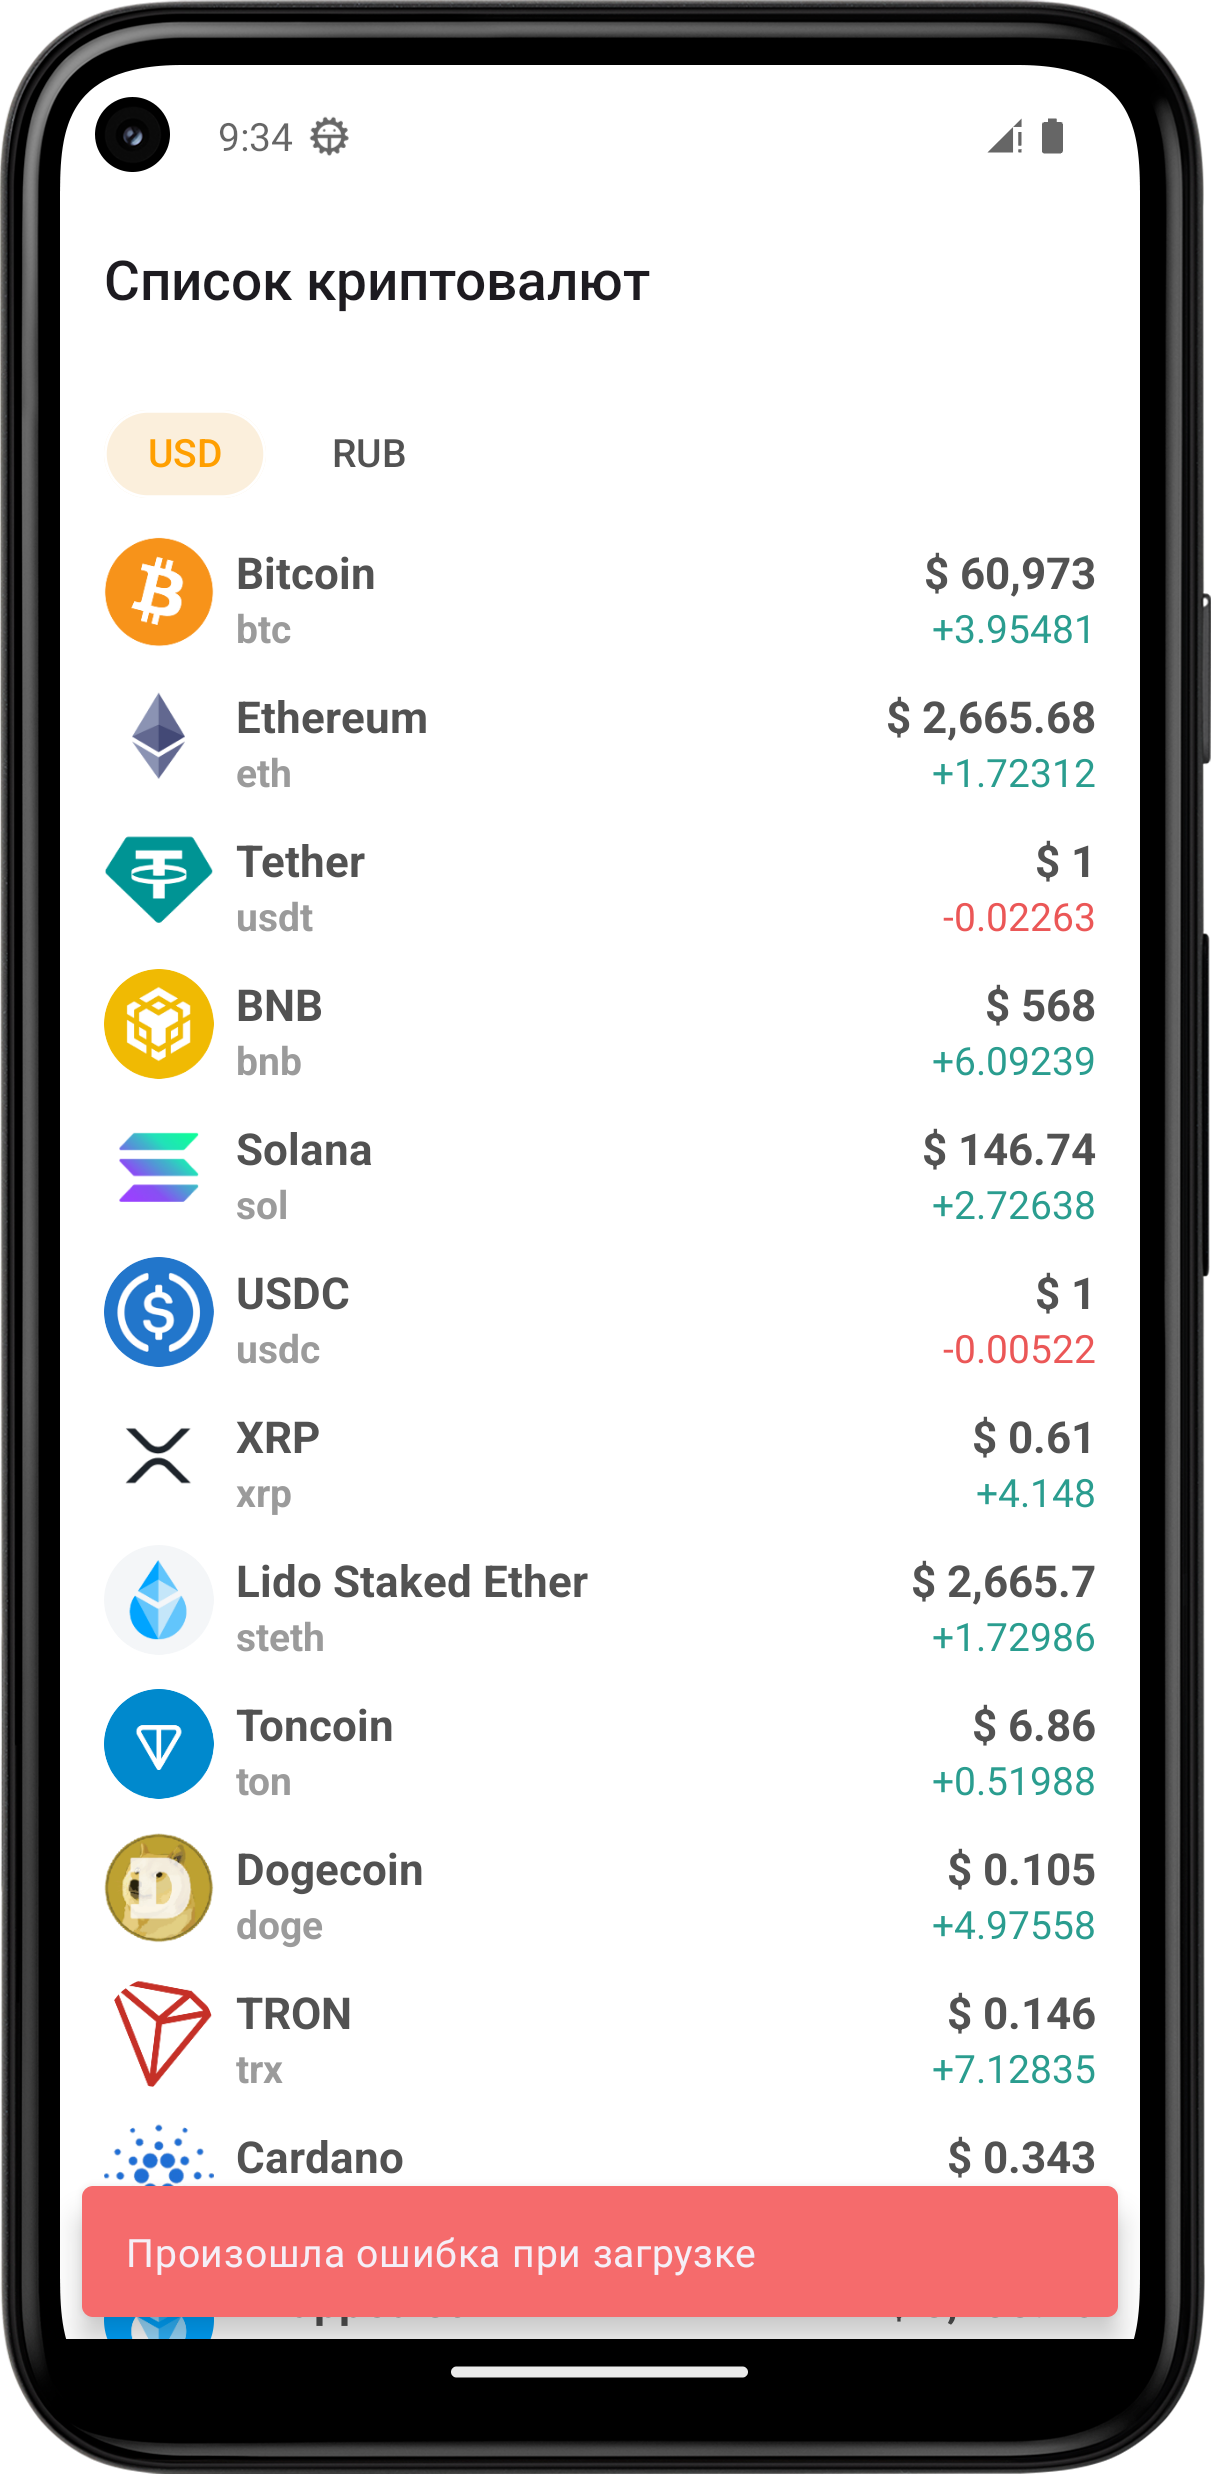 9:34
Список криптовалют
USD RUB
Bitcoin $ 60,973
btc +3.95481
Ethereum $ 2,665.68
eth +1.72312
Tether $ 1
usdt -0.02263
BNB $ 568
bnb +6.09239
Solana $ 146.74
sol +2.72638
USDC $ 1
usdc -0.00522
XRP $ 0.61
xrp +4.148
Lido Staked Ether $ 2,665.7
steth +1.72986
Toncoin $ 6.86
ton +0.51988
Dogecoin $ 0.105
doge +4.97558
TRON $ 0.146
trx +7.12835
Cardano $ 0.343
Произошла ошибка при загрузке